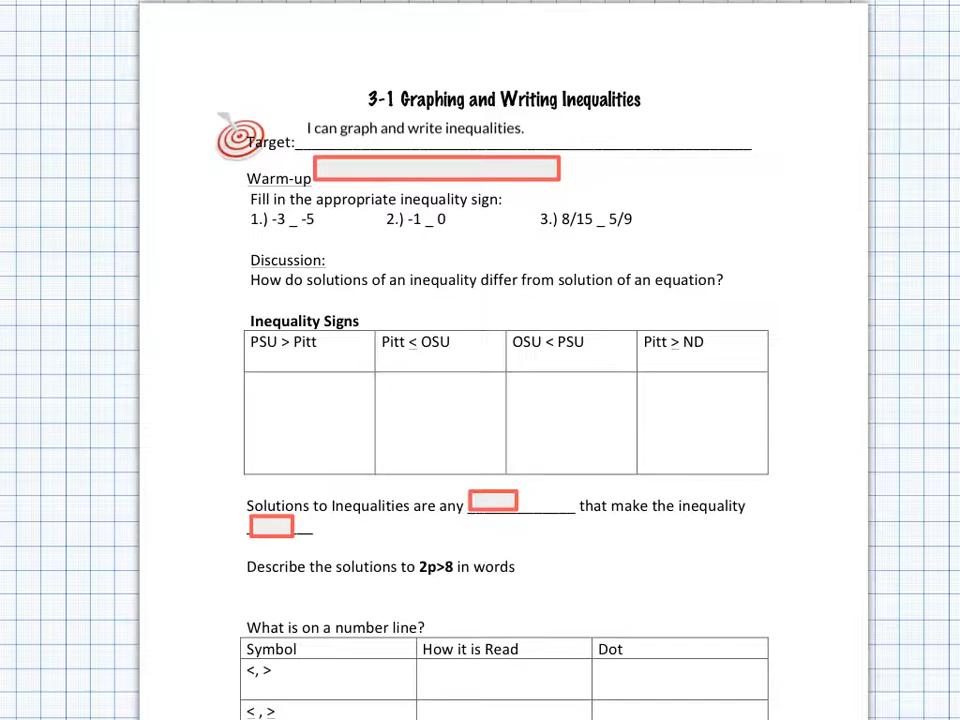 3-1 Graphing and Writing Inequalities
I can graph and write inequalities.
Target:______________________________
Warm-up
Fill in the appropriate inequality sign:
1.) -3 _ -5 2.) -1 _ 0 3.) 8/15 _ 5/9
Discussion:
How do solutions of an inequality differ from solution of an equation?
Inequality Signs
PSU > Pitt Pitt ≤ OSU OSU < PSU Pitt ≥ ND
Solutions to Inequalities are any ____________ that make the inequality
_______
Describe the solutions to 2p>8 in words
What is on a number line?
Symbol How it is Read Dot
<, >
≤ , ≥